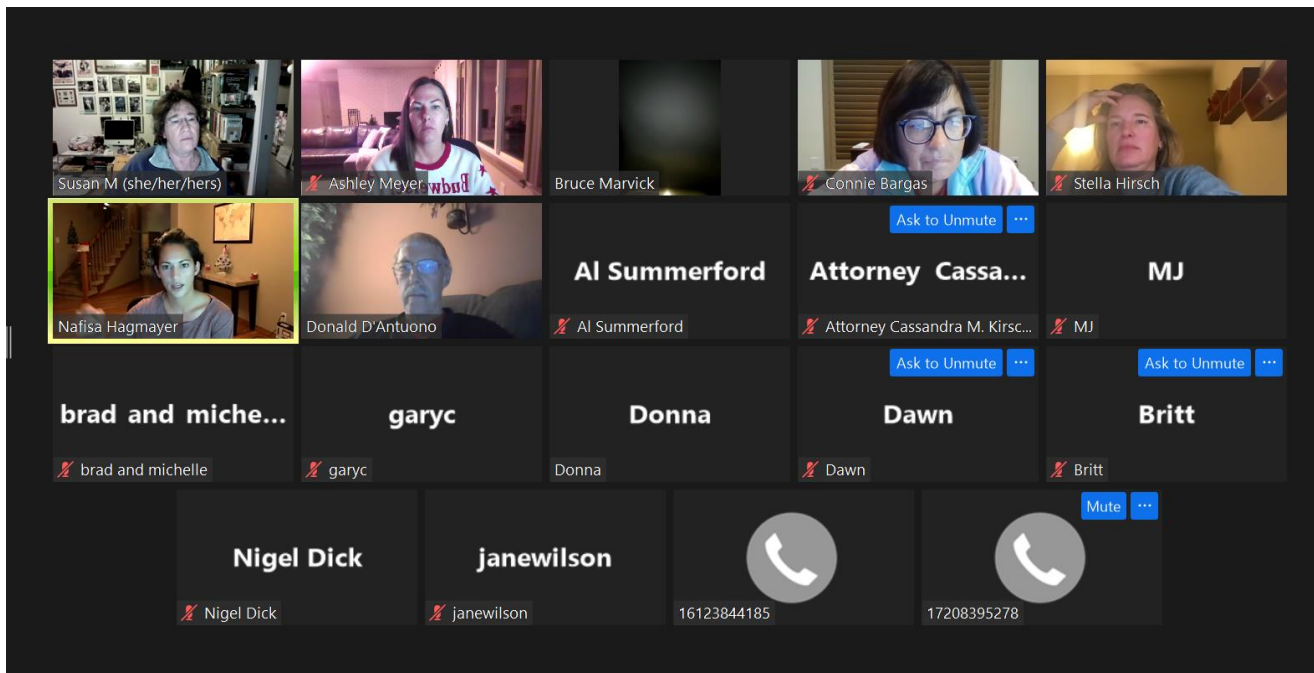 Susan M (she/her/hers)
Ashley Meyer
Budw
Bruce Marvick
Connie Bargas
Stella Hirsch
Nafisa Hagmayer
Donald D'Antuono
Al Summerford
Al Summerford
Ask to Unmute ...
Attorney Cassa...
Attorney Cassandra M. Kirsc...
MJ
MJ
brad and miche...
brad and michelle
garyc
garyc
Donna
Donna
Ask to Unmute ...
Dawn
Dawn
Ask to Unmute ...
Britt
Britt
Nigel Dick
Nigel Dick
janewilson
janewilson
16123844185
Mute ...
17208395278